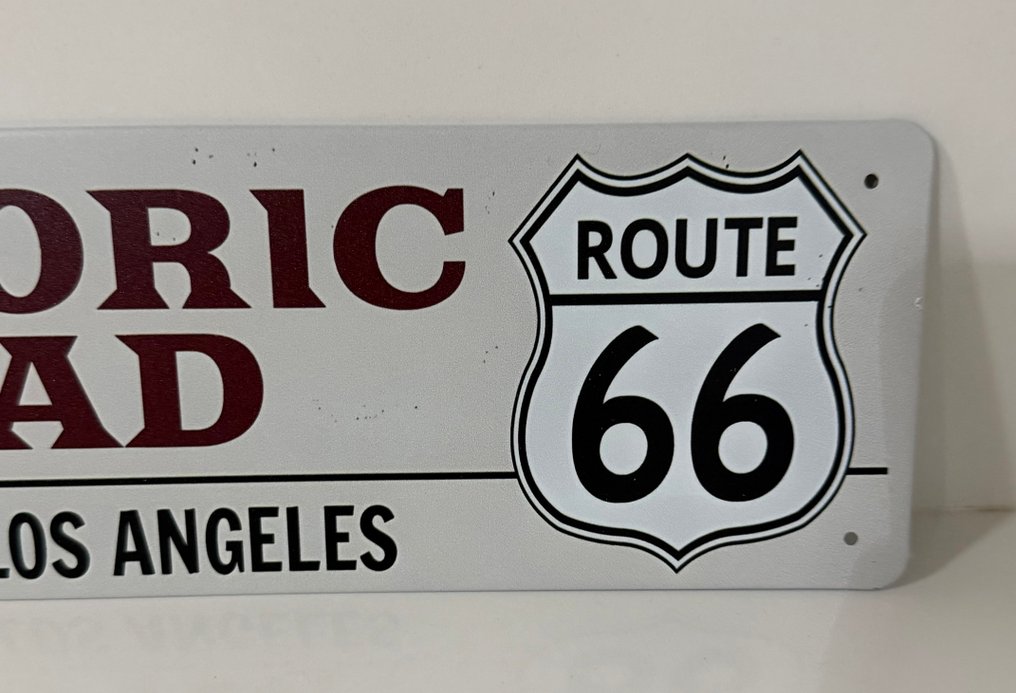 ORIC
AD
LOS ANGELES
ROUTE
66